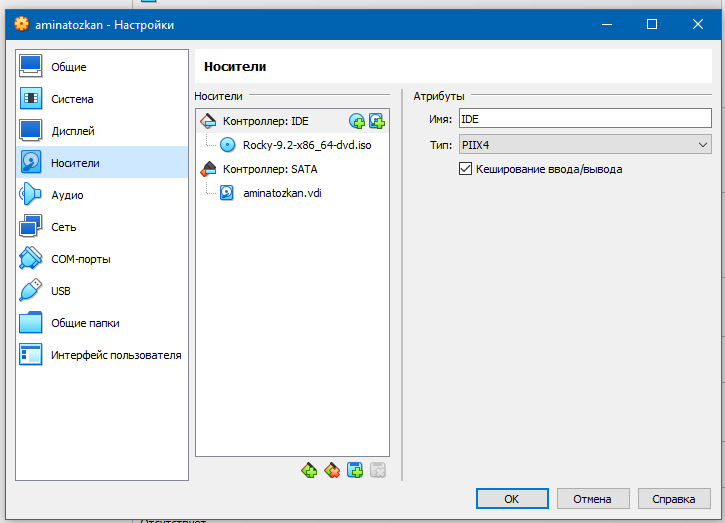 aminatozkan - Настройки
Общие
Система
Дисплей
Носители
Аудио
Сеть
COM-порты
USB
Общие папки
Интерфейс пользователя
Носители
Носители
Контроллер: IDE
Rocky-9.2-x86_64-dvd.iso
Контроллер: SATA
aminatozkan.vdi
Атрибуты
Имя: IDE
Тип: PIIX4
Кеширование ввода/вывода
OK
Отмена
Справка
Отсутствует